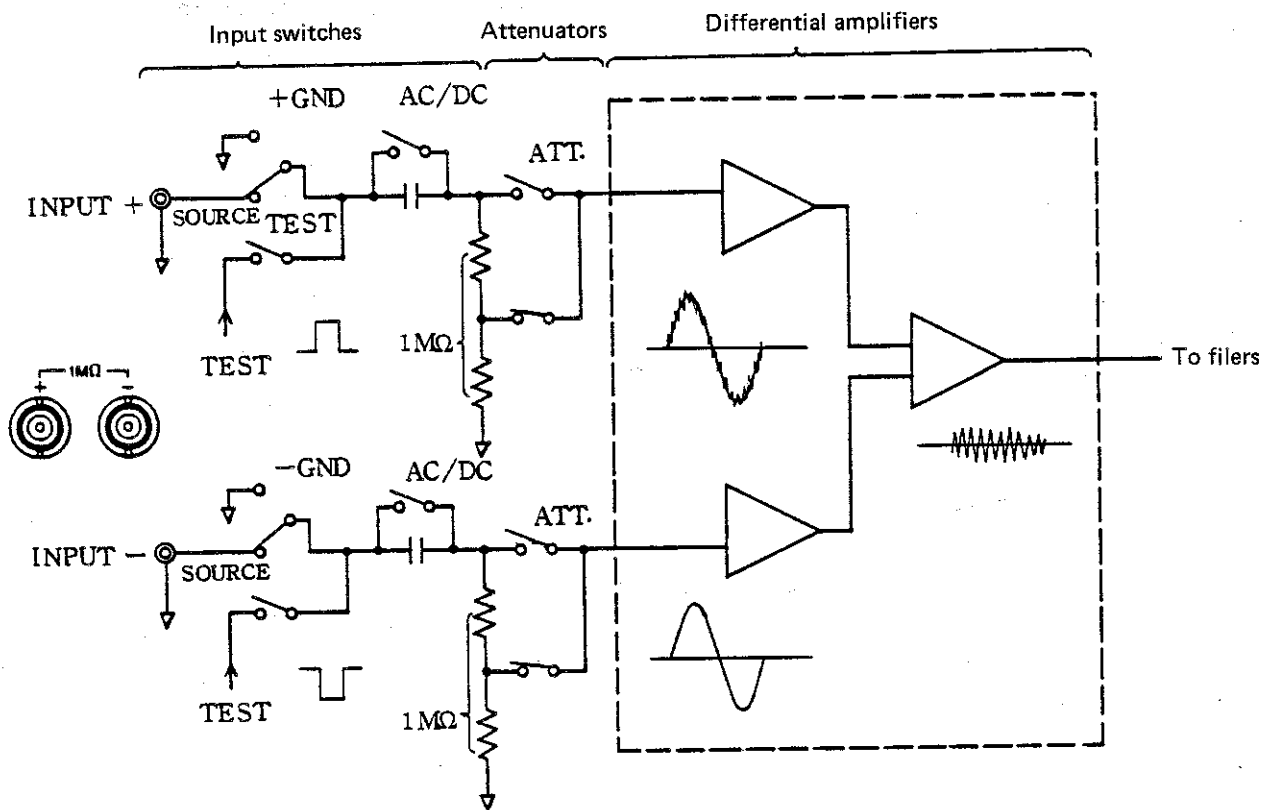 Input switches
Attenuators
Differential amplifiers
+GND
AC/DC
ATT.
INPUT +
SOURCE
TEST
1MΩ
TEST
+ 1MΩ −
To filers
−GND
AC/DC
ATT.
INPUT −
SOURCE
1MΩ
TEST